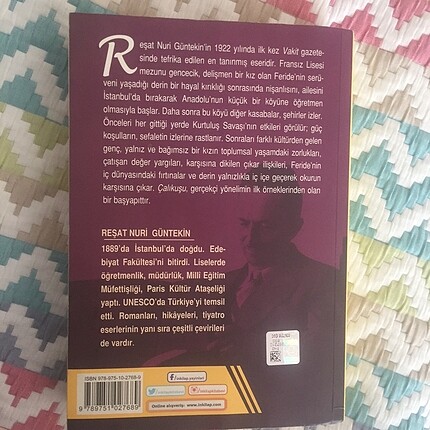 Reşat Nuri Güntekin'in 1922 yılında ilk kez Vakit gazete-
sinde tefrika edilen en tanınmış eseridir. Fransız Lisesi
mezunu gencecik, delişmen bir kız olan Feride'nin serü-
veni yaşadığı derin bir hayal kırıklığı sonrasında nişanlısını, ailesini
İstanbul'da bırakarak Anadolu'nun küçük bir köyüne öğretmen
olmasıyla başlar. Daha sonra bu köyü diğer kasabalar, şehirler izler.
Önceleri her gittiği yerde Kurtuluş Savaşı'nın etkileri görülür; güç
koşulların, sefaletin izlerine rastlanır. Sonraları farklı kültürden gelen
genç, yalnız ve bağımsız bir kızın toplumsal yaşamdaki zorlukları,
çatışan değer yargıları, karşısına dikilen çıkar ilişkileri, Feride'nin
iç dünyasındaki fırtınalar ve derin yalnızlıkla iç içe geçerek okurun
karşısına çıkar. Çalıkuşu, gerçekçi yönelimin ilk örneklerinden olan
bir başyapıttır.
REŞAT NURİ GÜNTEKİN
1889'da İstanbul'da doğdu. Ede-
biyat Fakültesi'ni bitirdi. Liselerde
öğretmenlik, müdürlük, Milli Eğitim
Müfettişliği, Paris Kültür Ataşeliği
yaptı. UNESCO'da Türkiye'yi temsil
etti. Romanları, hikâyeleri, tiyatro
eserlerinin yanı sıra çeşitli çevirileri
de vardır.
ISBN 978-975-10-2768-9
9 789751 027689
Online alışveriş: www.inkilap.com